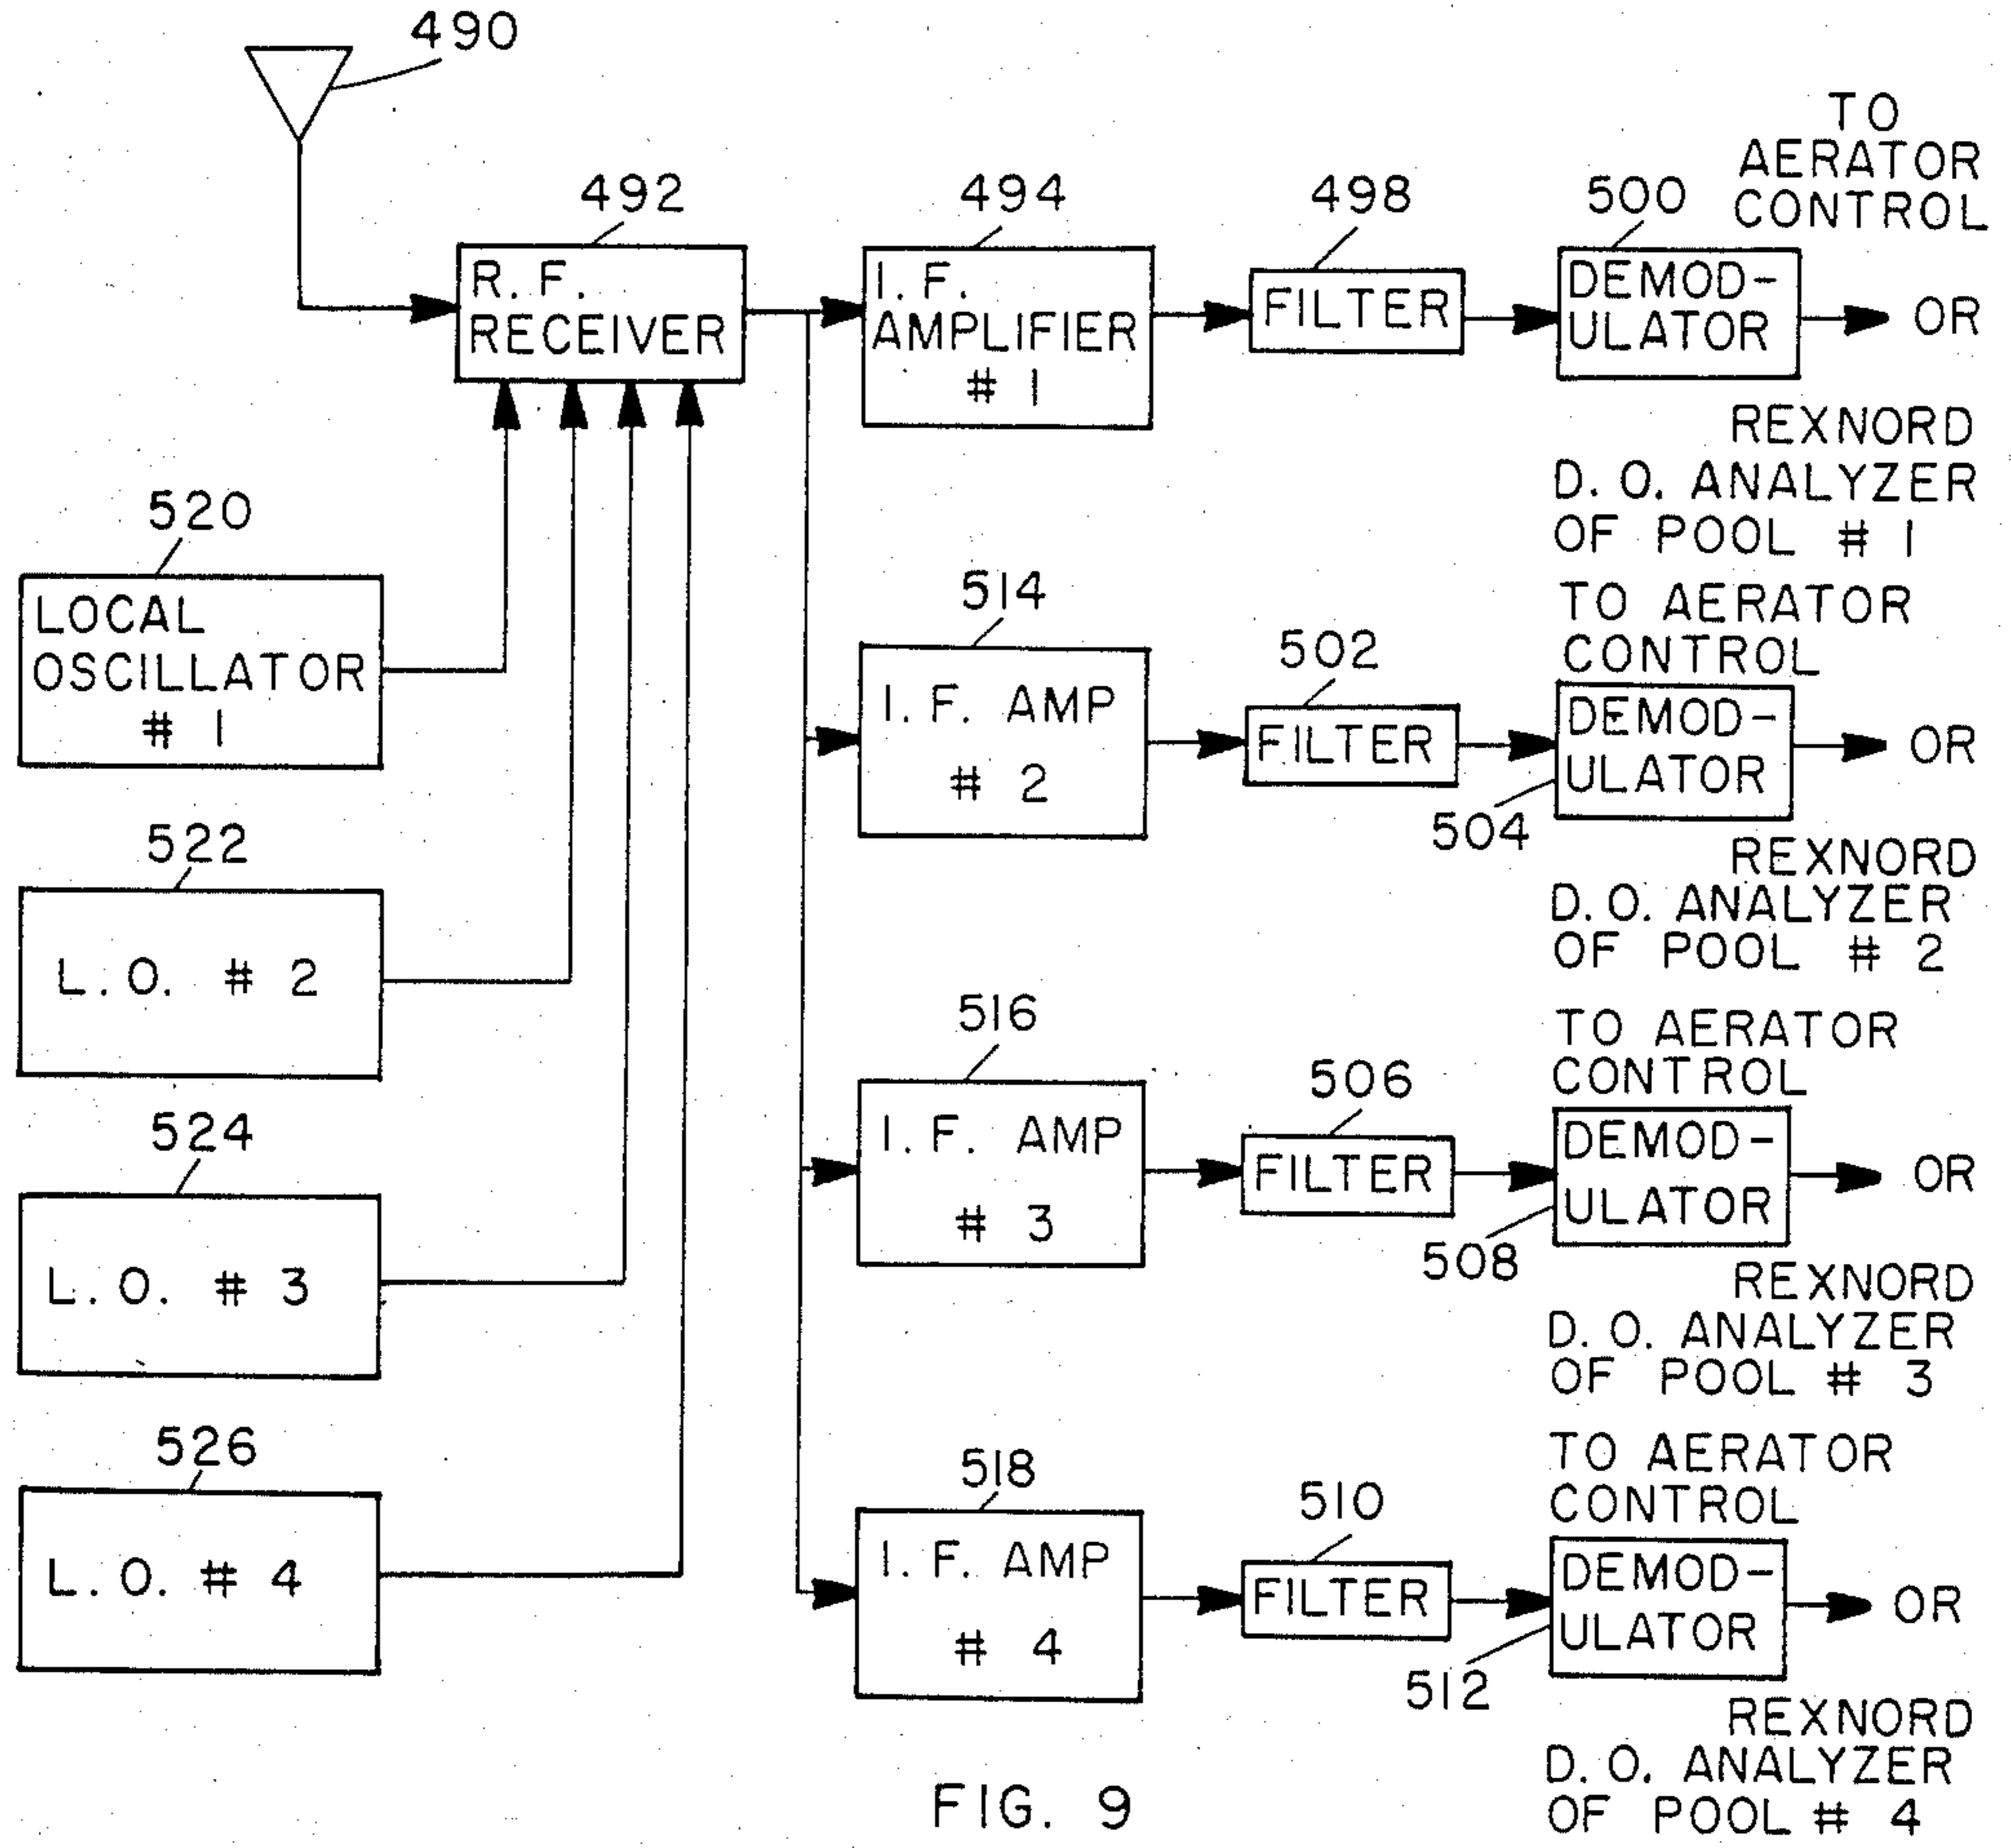 490
TO
AERATOR
CONTROL
492
494
498
500
R. F.
RECEIVER
I. F.
AMPLIFIER
# 1
FILTER
DEMOD-
ULATOR
OR
REXNORD
D. O. ANALYZER
OF POOL # 1
520
LOCAL
OSCILLATOR
# 1
514
502
TO AERATOR
CONTROL
I. F. AMP
# 2
FILTER
DEMOD-
ULATOR
OR
504
REXNORD
D. O. ANALYZER
OF POOL # 2
522
L. O. # 2
516
506
TO AERATOR
CONTROL
I. F. AMP
# 3
FILTER
DEMOD-
ULATOR
OR
508
REXNORD
D. O. ANALYZER
OF POOL # 3
524
L. O. # 3
526
L. O. # 4
518
510
TO AERATOR
CONTROL
I. F. AMP
# 4
FILTER
DEMOD-
ULATOR
OR
512
REXNORD
D. O. ANALYZER
OF POOL # 4
FIG. 9